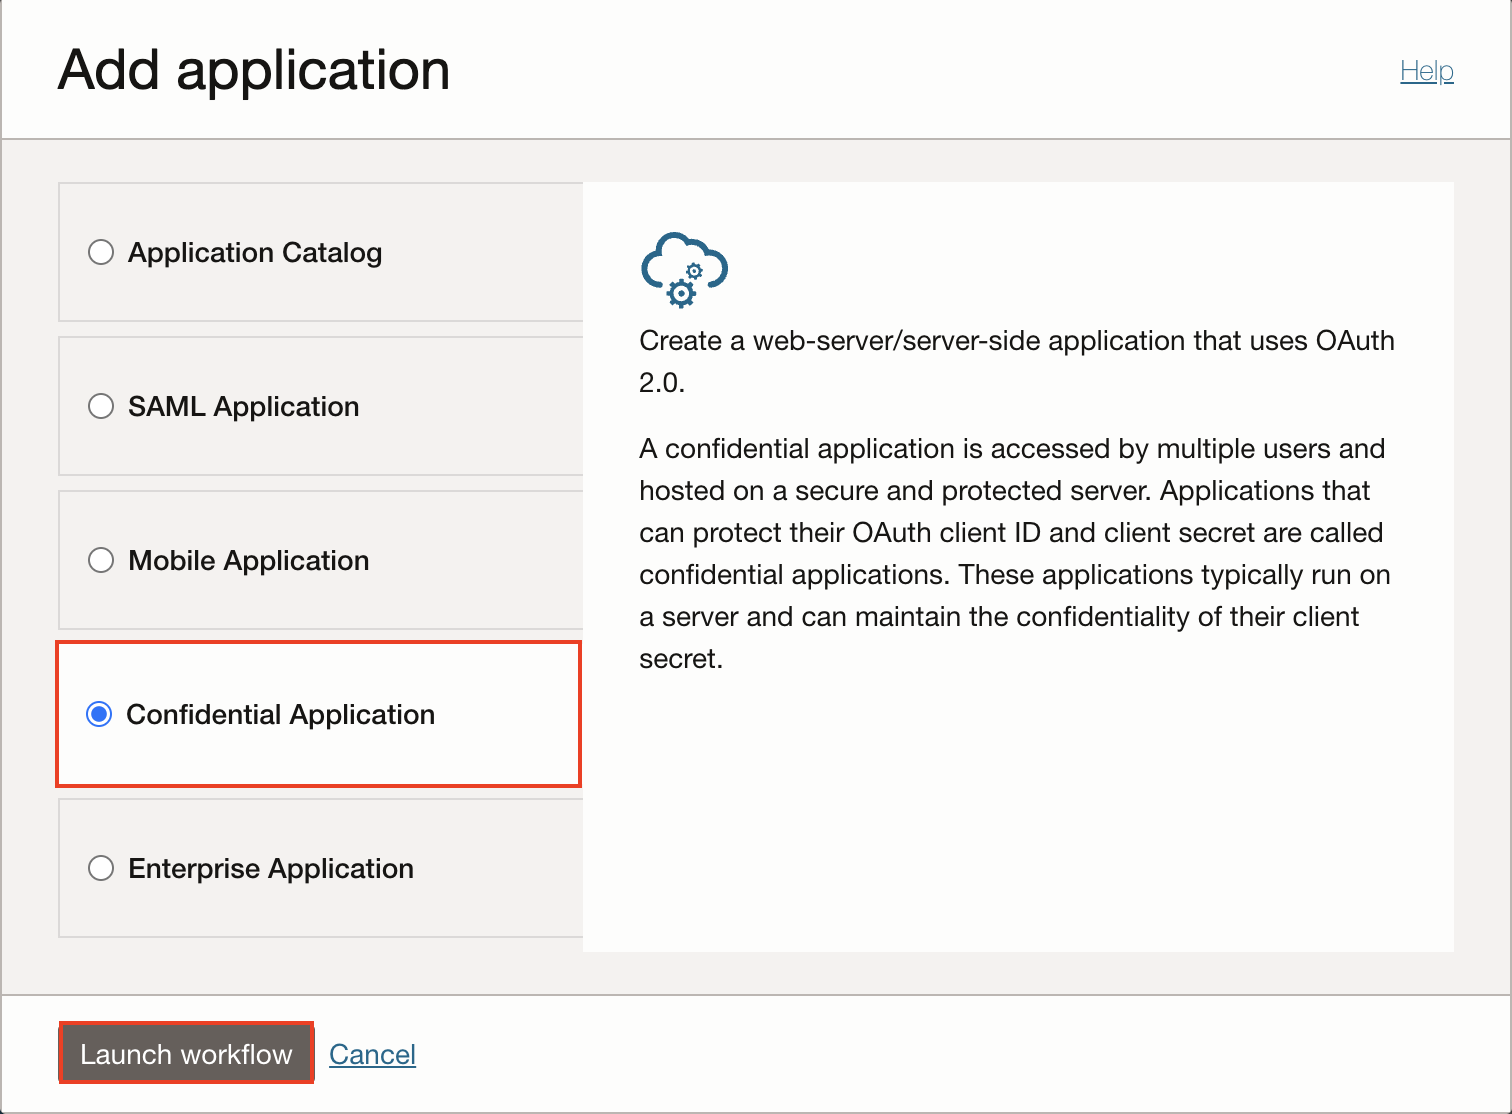 Add application
Help
Application Catalog
SAML Application
Mobile Application
Confidential Application
Enterprise Application
Create a web-server/server-side application that uses OAuth
2.0.
A confidential application is accessed by multiple users and
hosted on a secure and protected server. Applications that
can protect their OAuth client ID and client secret are called
confidential applications. These applications typically run on
a server and can maintain the confidentiality of their client
secret.
Launch workflow
Cancel